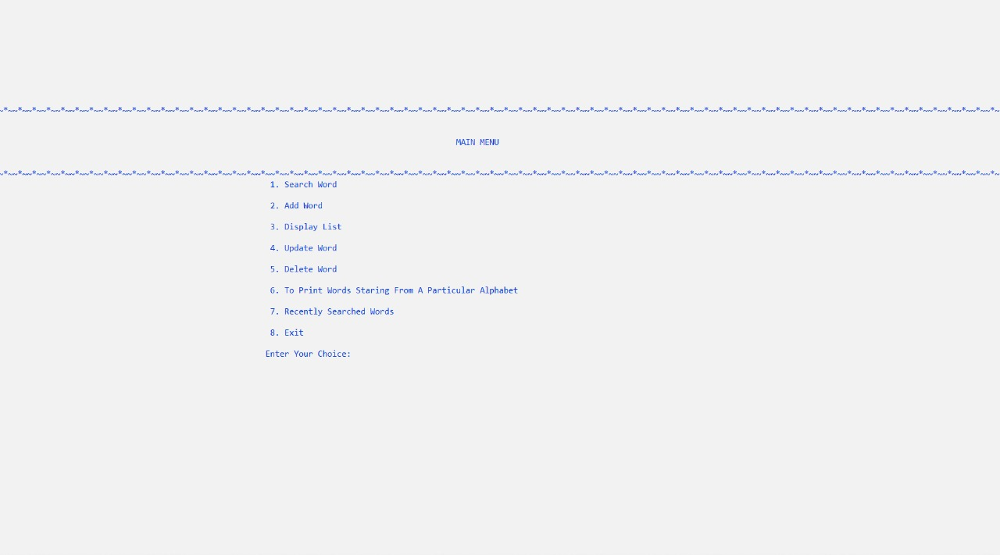 ~*~~*~~*~~*~~*~~*~~*~~*~~*~~*~~*~~*~~*~~*~~*~~*~~*~~*~~*~~*~~*~~*~~*~~*~~*~~*~~*~~*~~*~~*~~*~~*~~*~~*~~*~~*~~*~~*~~*~~*~~*~~*~~*~~*~~*~~*~~*~~*~~*~~*~~*~~*~~*~~*~~*~~*~~*~~*~~*~~*~~*~~*~~*~~*~~*~~*~~*~~*~
MAIN MENU
~*~~*~~*~~*~~*~~*~~*~~*~~*~~*~~*~~*~~*~~*~~*~~*~~*~~*~~*~~*~~*~~*~~*~~*~~*~~*~~*~~*~~*~~*~~*~~*~~*~~*~~*~~*~~*~~*~~*~~*~~*~~*~~*~~*~~*~~*~~*~~*~~*~~*~~*~~*~~*~~*~~*~~*~~*~~*~~*~~*~~*~~*~~*~~*~~*~~*~~*~~*~
1. Search Word
2. Add Word
3. Display List
4. Update Word
5. Delete Word
6. To Print Words Staring From A Particular Alphabet
7. Recently Searched Words
8. Exit
Enter Your Choice: